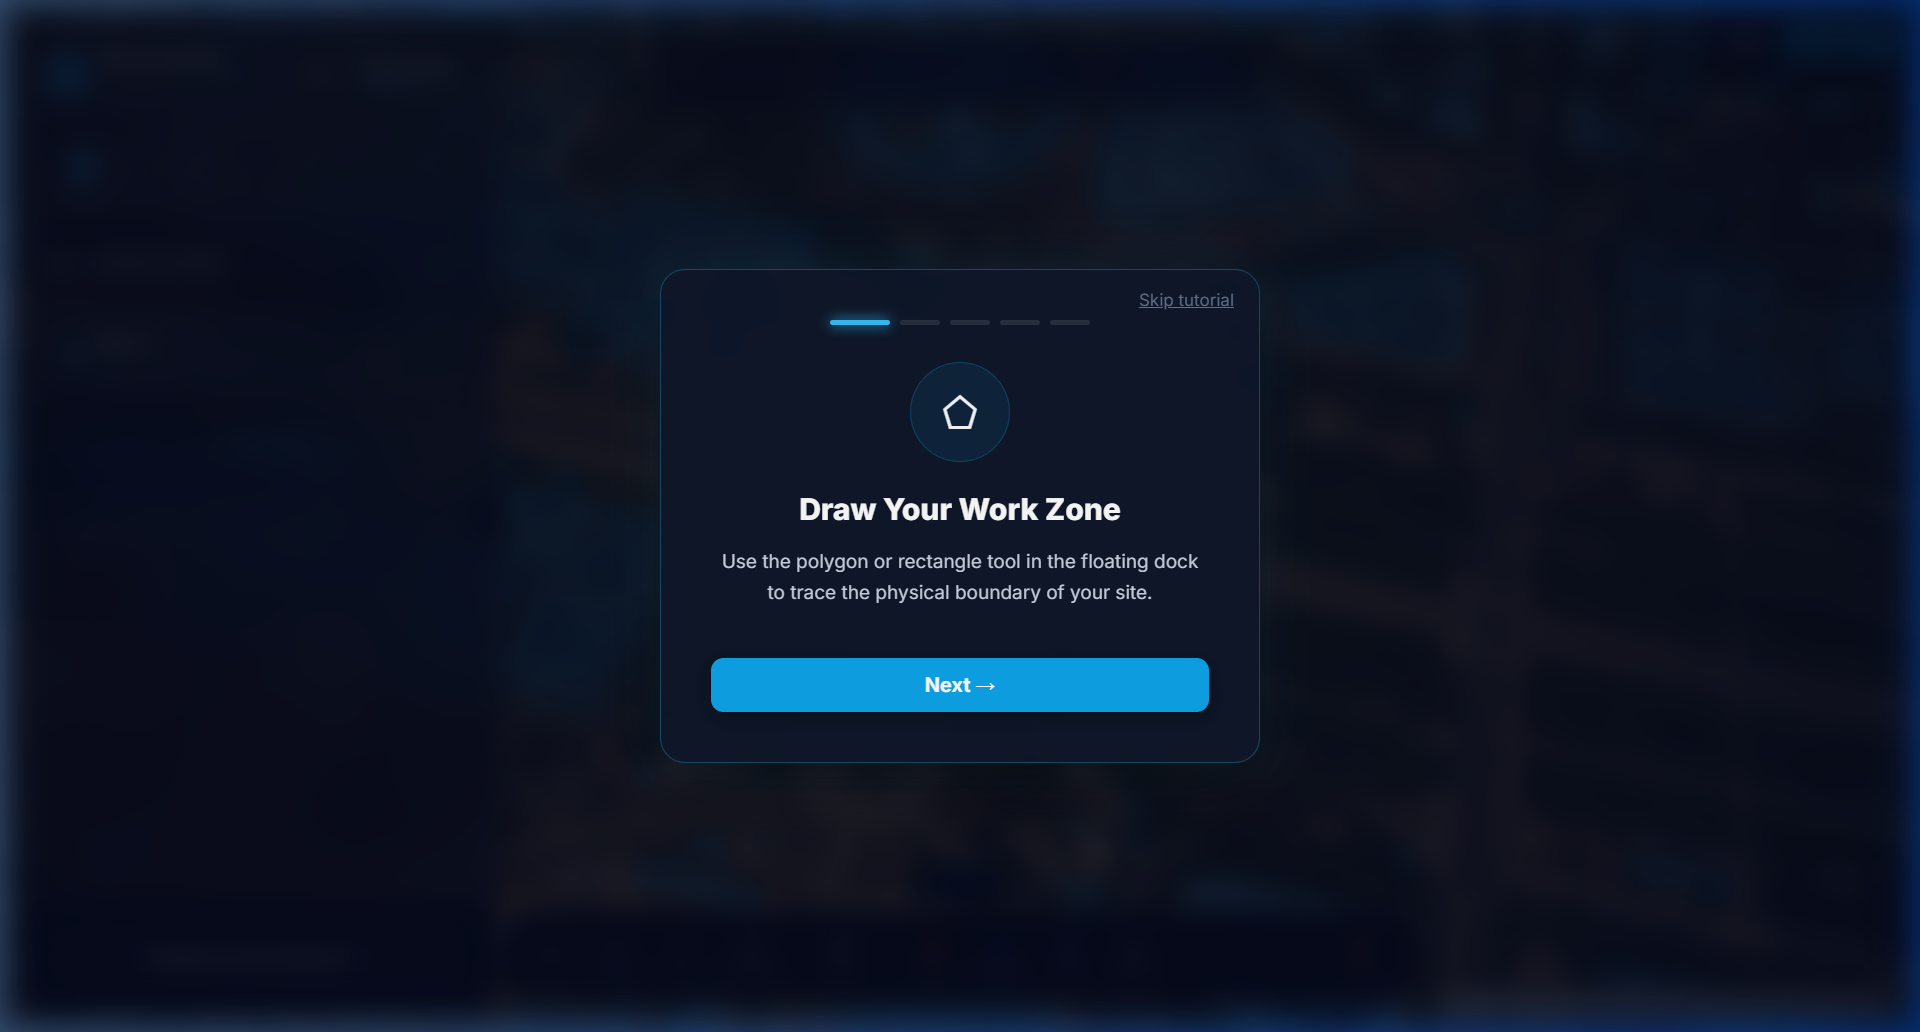 Skip tutorial
Draw Your Work Zone
Use the polygon or rectangle tool in the floating dock
to trace the physical boundary of your site.
Next →